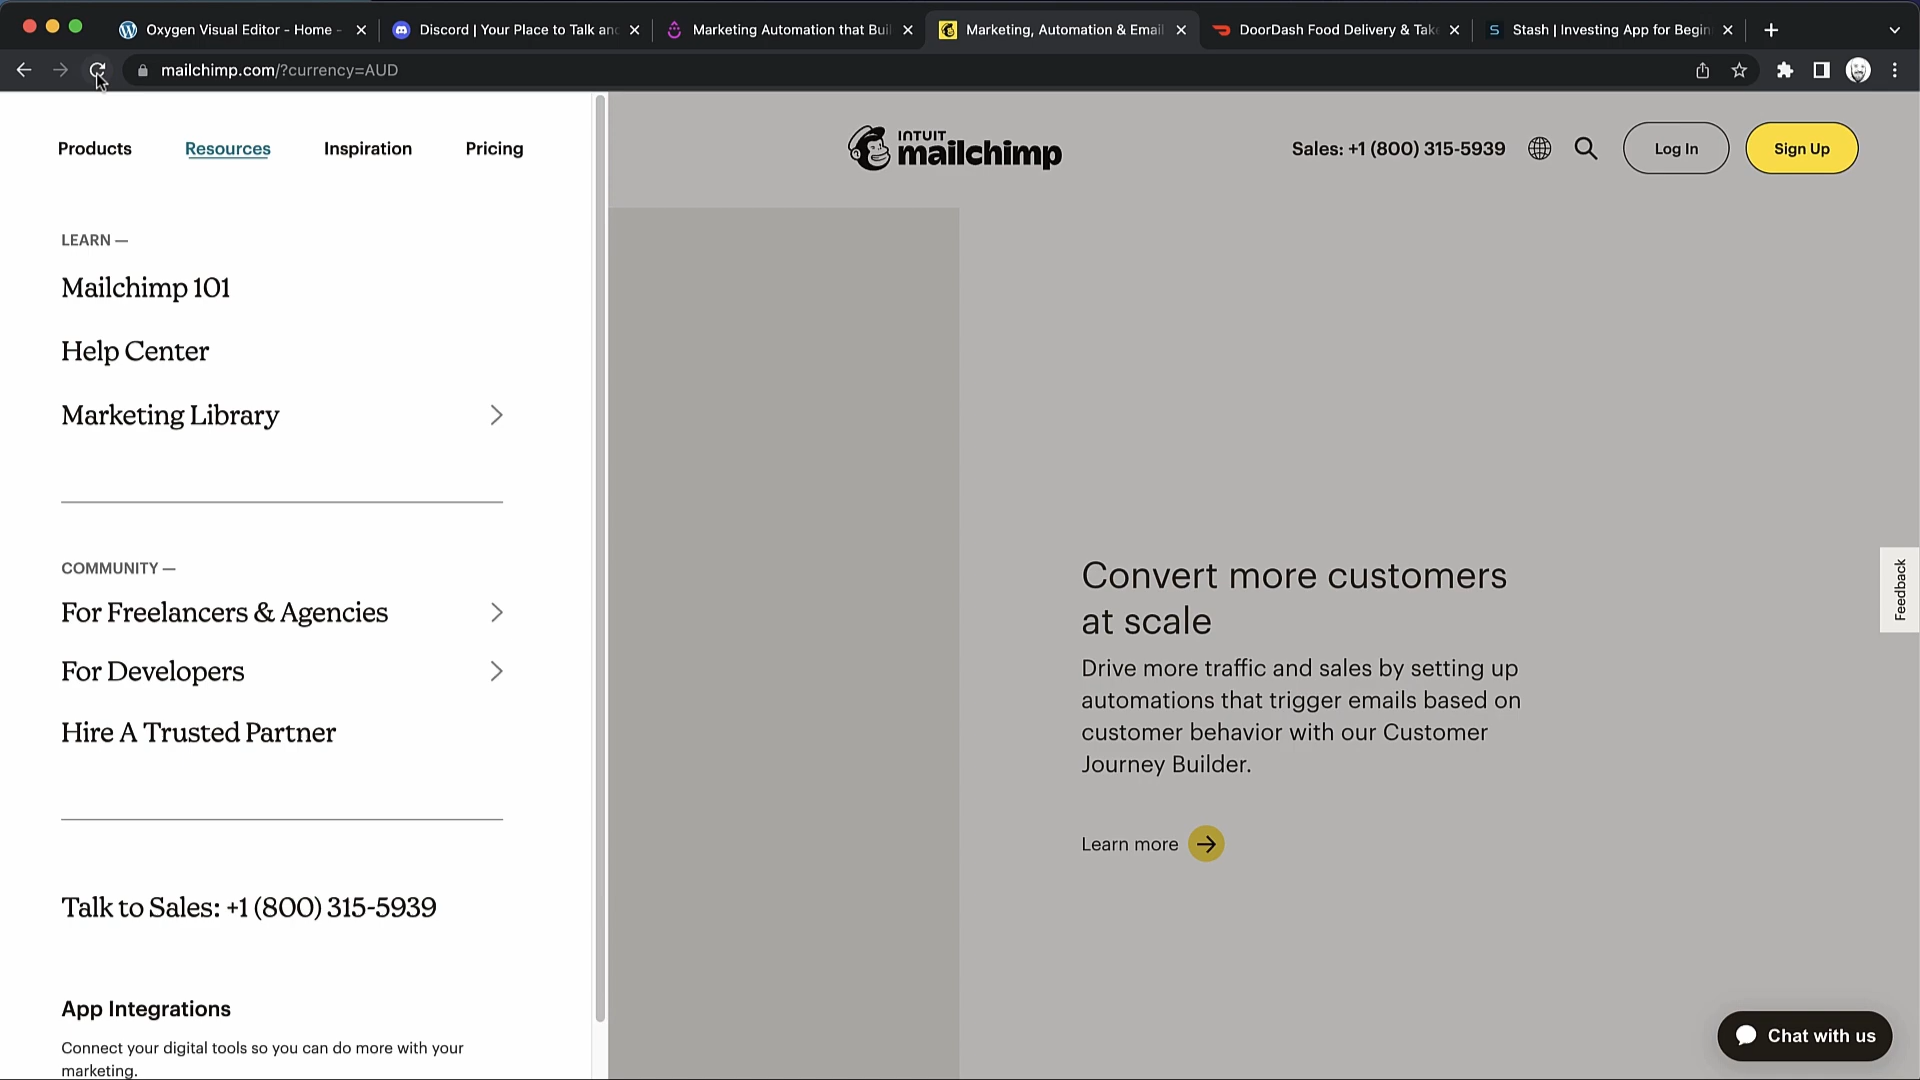 Oxygen Visual Editor - Home -
Discord | Your Place to Talk and
Marketing Automation that Buil
Marketing, Automation & Email
DoorDash Food Delivery & Take
Stash | Investing App for Begin
mailchimp.com/?currency=AUD
Products
Resources
Inspiration
Pricing
INTUIT
mailchimp
Sales: +1 (800) 315-5939
Log In
Sign Up
LEARN —
Mailchimp 101
Help Center
Marketing Library
COMMUNITY —
For Freelancers & Agencies
For Developers
Hire A Trusted Partner
Talk to Sales: +1 (800) 315-5939
App Integrations
Connect your digital tools so you can do more with your
marketing.
Convert more customers
at scale
Drive more traffic and sales by setting up
automations that trigger emails based on
customer behavior with our Customer
Journey Builder.
Learn more
Feedback
Chat with us